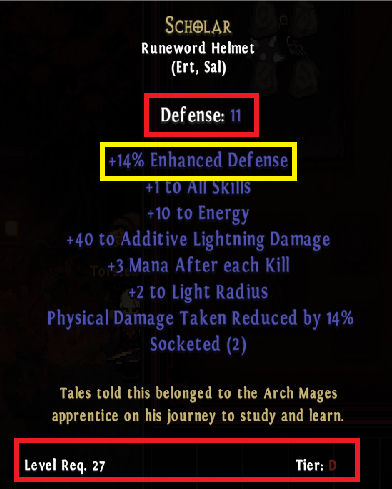 Scholar
Runeword Helmet
(Ert, Sal)
Defense: 11
+14% Enhanced Defense
+1 to All Skills
+10 to Energy
+40 to Additive Lightning Damage
+3 Mana After each Kill
+2 to Light Radius
Physical Damage Taken Reduced by 14%
Socketed (2)
Tales told this belonged to the Arch Mages
apprentice on his journey to study and learn.
Level Req. 27 Tier: D